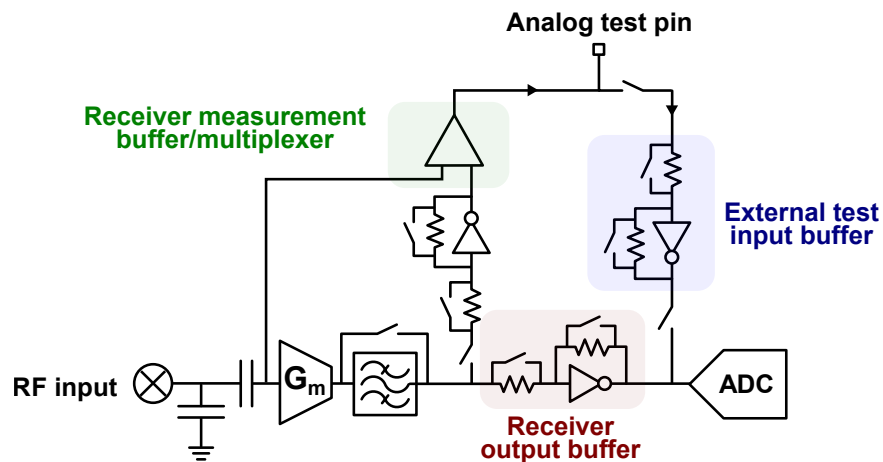 Analog test pin
Receiver measurement
buffer/multiplexer
External test
input buffer
RF input
Gm
ADC
Receiver
output buffer